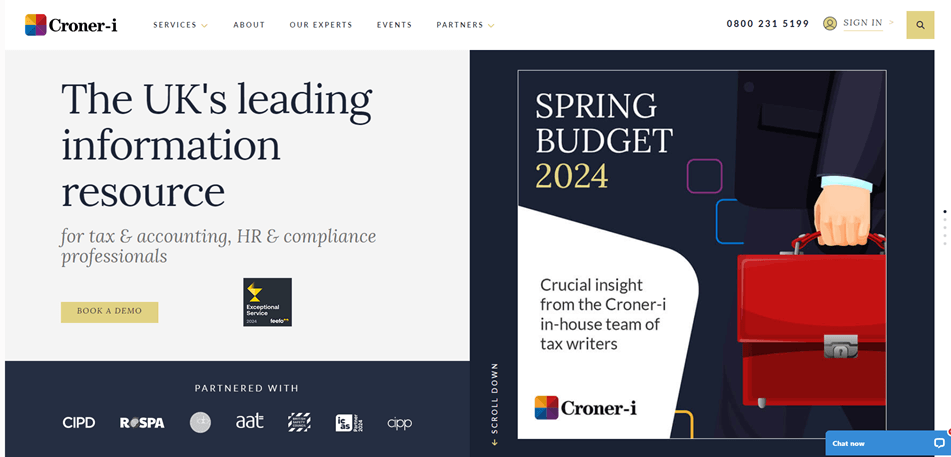 Croner-i
SERVICES
ABOUT
OUR EXPERTS
EVENTS
PARTNERS
0800 231 5199
SIGN IN >
The UK's leading
information
resource
for tax & accounting, HR & compliance
professionals
BOOK A DEMO
Exceptional
Service
2024 feefo
PARTNERED WITH
CIPD
RoSPA
aat
cipp
SCROLL DOWN
SPRING
BUDGET
2024
Crucial insight
from the Croner-i
in-house team of
tax writers
Croner-i
Chat now